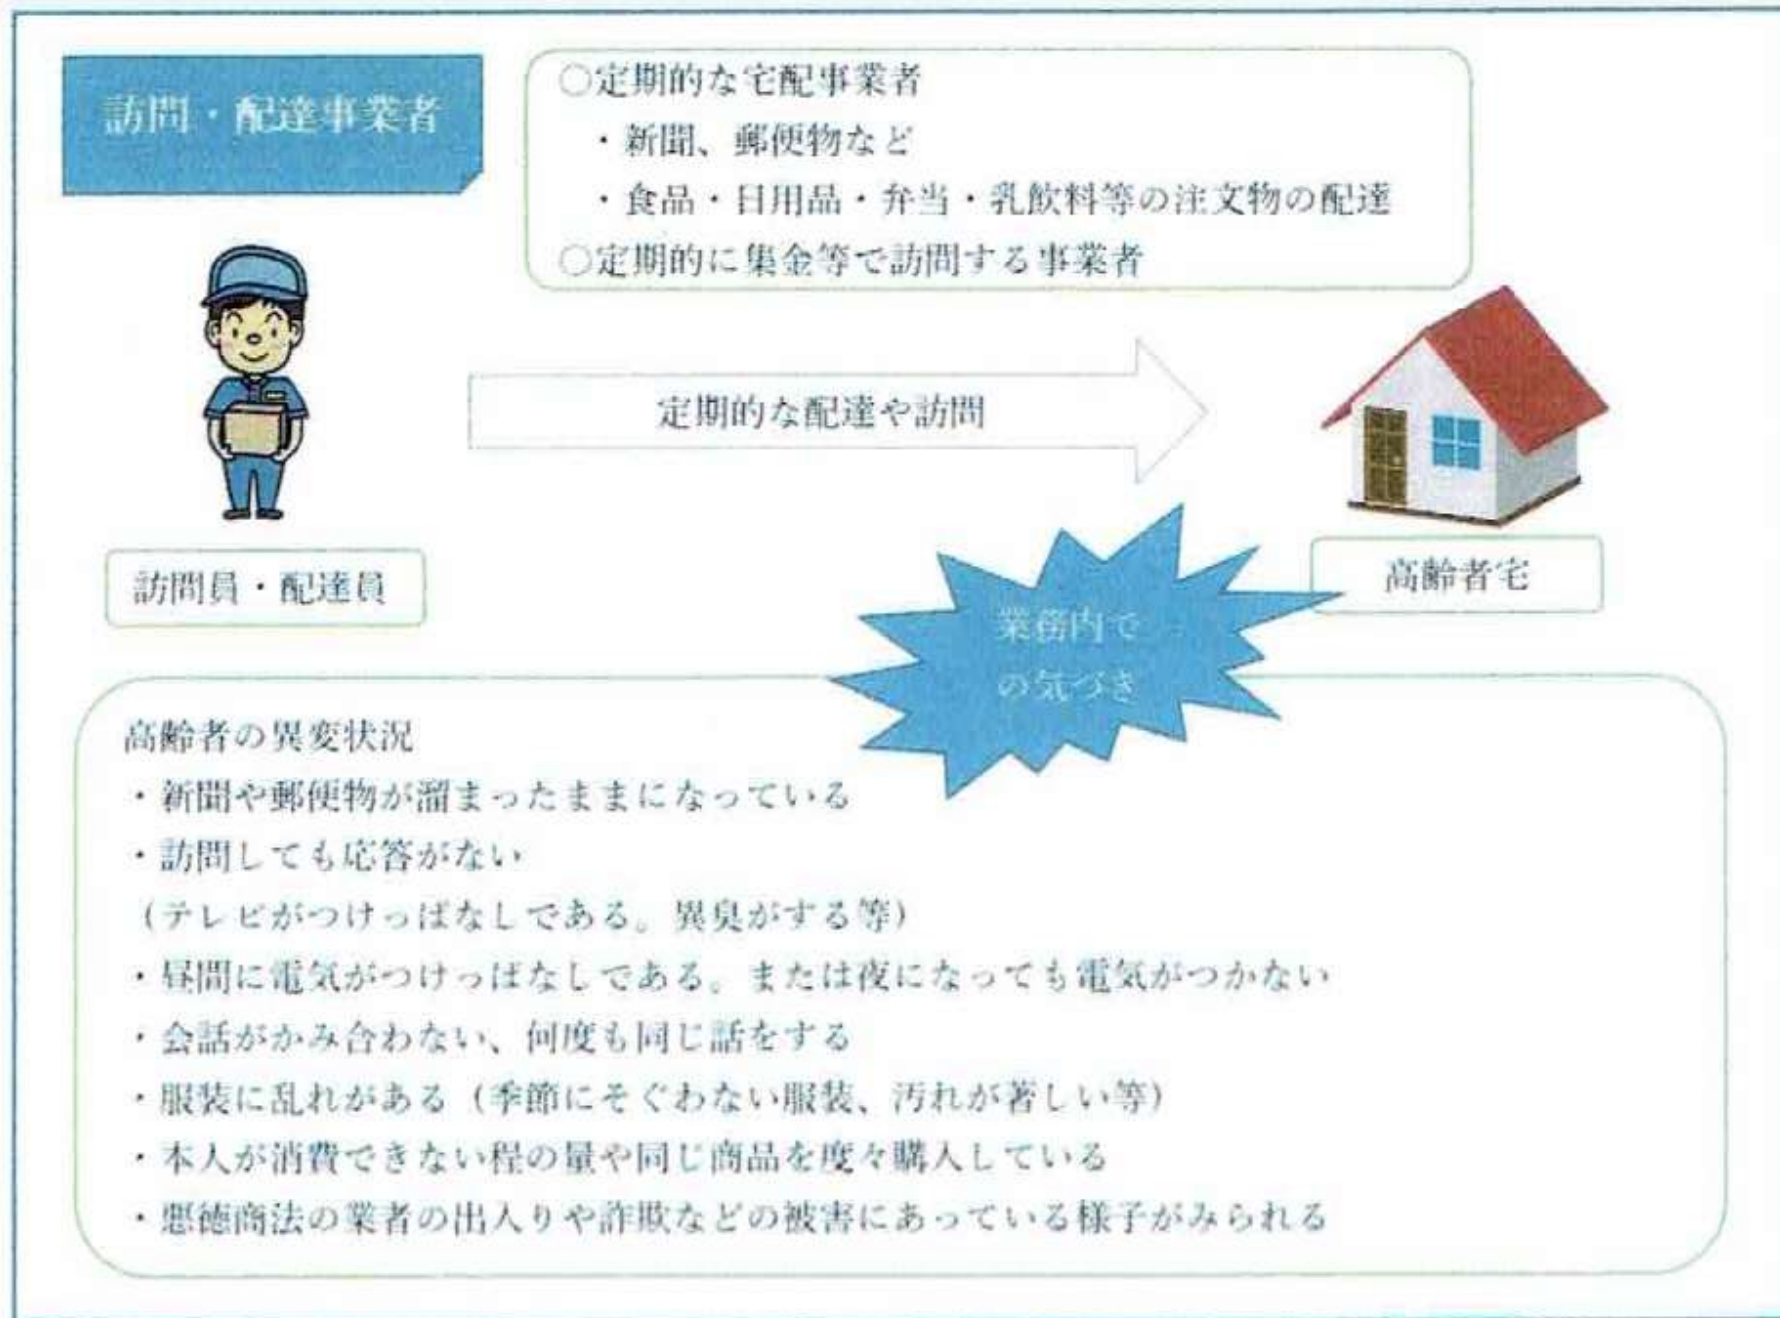 訪問・配達事業者
○定期的な宅配事業者
・新聞、郵便物など
・食品・日用品・弁当・乳飲料等の注文物の配達
○定期的に集金等で訪問する事業者
定期的な配達や訪問
訪問員・配達員
高齢者宅
業務内で
の気づき
高齢者の異変状況
・新聞や郵便物が溜まったままになっている
・訪問しても応答がない
（テレビがつけっぱなしである。異臭がする等）
・昼間に電気がつけっぱなしである。または夜になっても電気がつかない
・会話がかみ合わない、何度も同じ話をする
・服装に乱れがある（季節にそぐわない服装、汚れが著しい等）
・本人が消費できない程の量や同じ商品を度々購入している
・悪徳商法の業者の出入りや詐欺などの被害にあっている様子がみられる